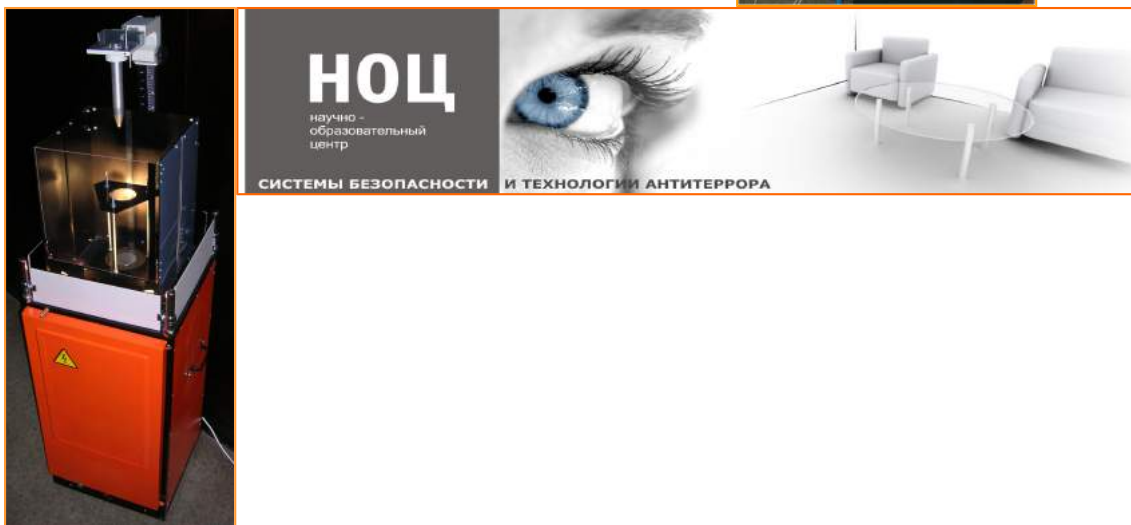 НОЦ
научно -
образовательный
центр
СИСТЕМЫ БЕЗОПАСНОСТИ И ТЕХНОЛОГИИ АНТИТЕРРОРА